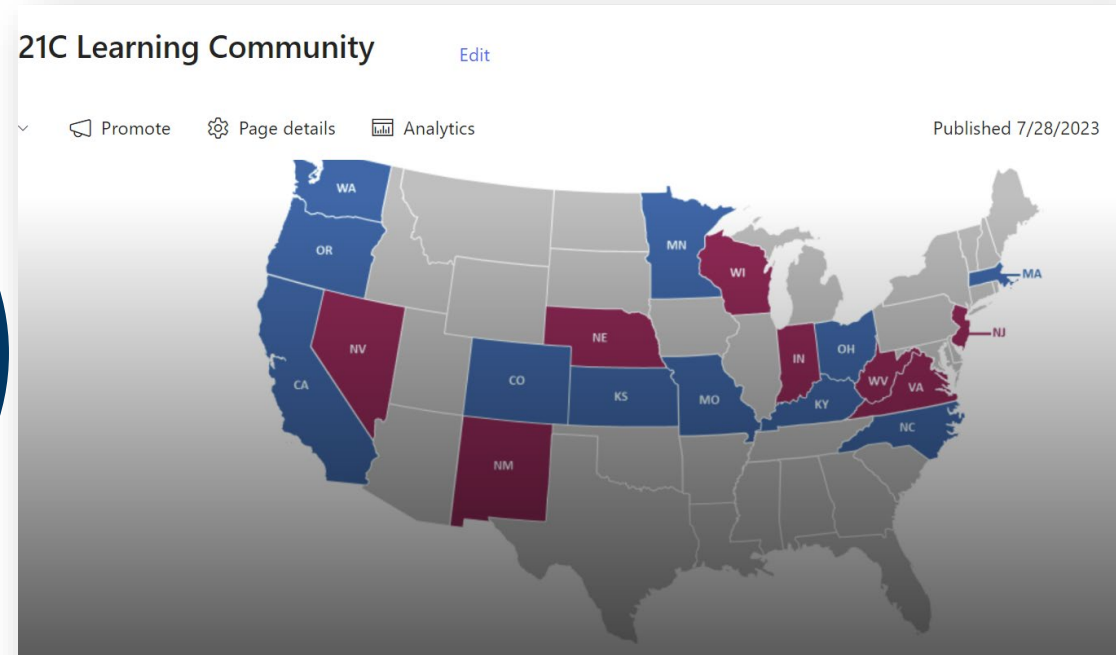 21C Learning Community
Edit
Promote
Page details
Analytics
Published 7/28/2023
WA
OR
MN
WI
MA
NV
NE
NJ
IN
OH
CO
CA
WV
VA
KS
MO
KY
NC
NM